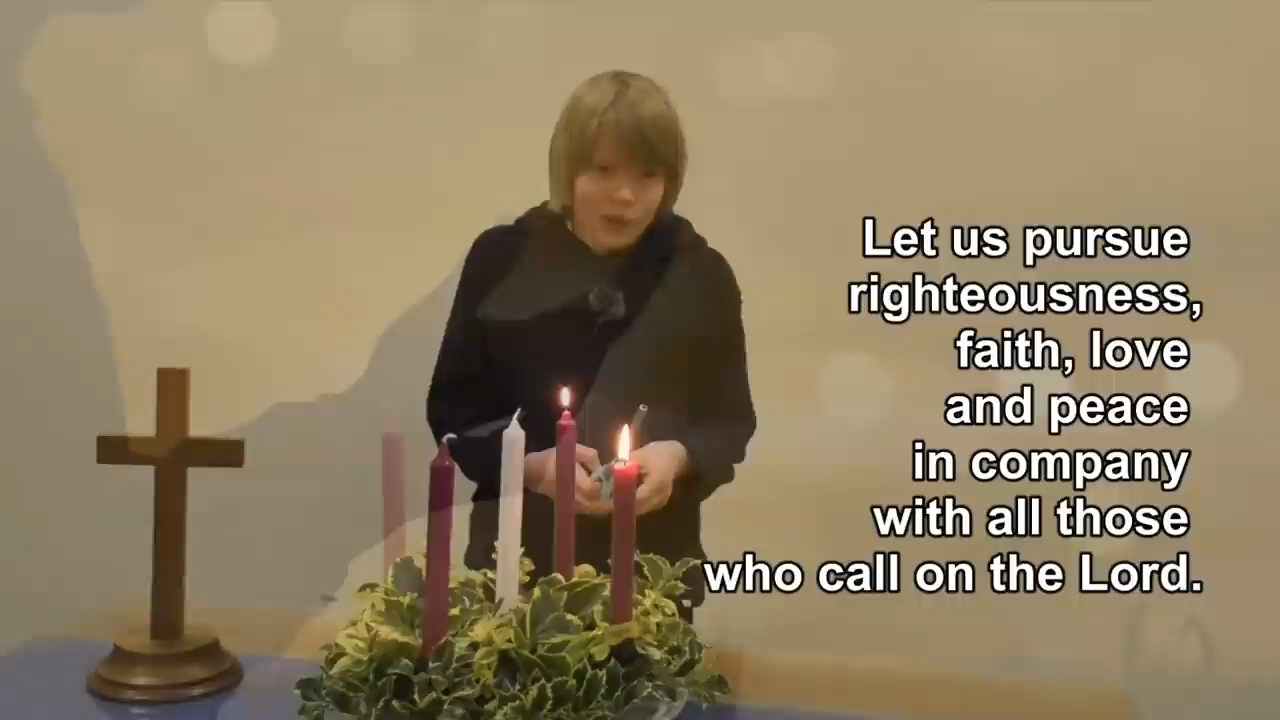 Let us pursue
righteousness,
faith, love
and peace
in company
with all those
who call on the Lord.